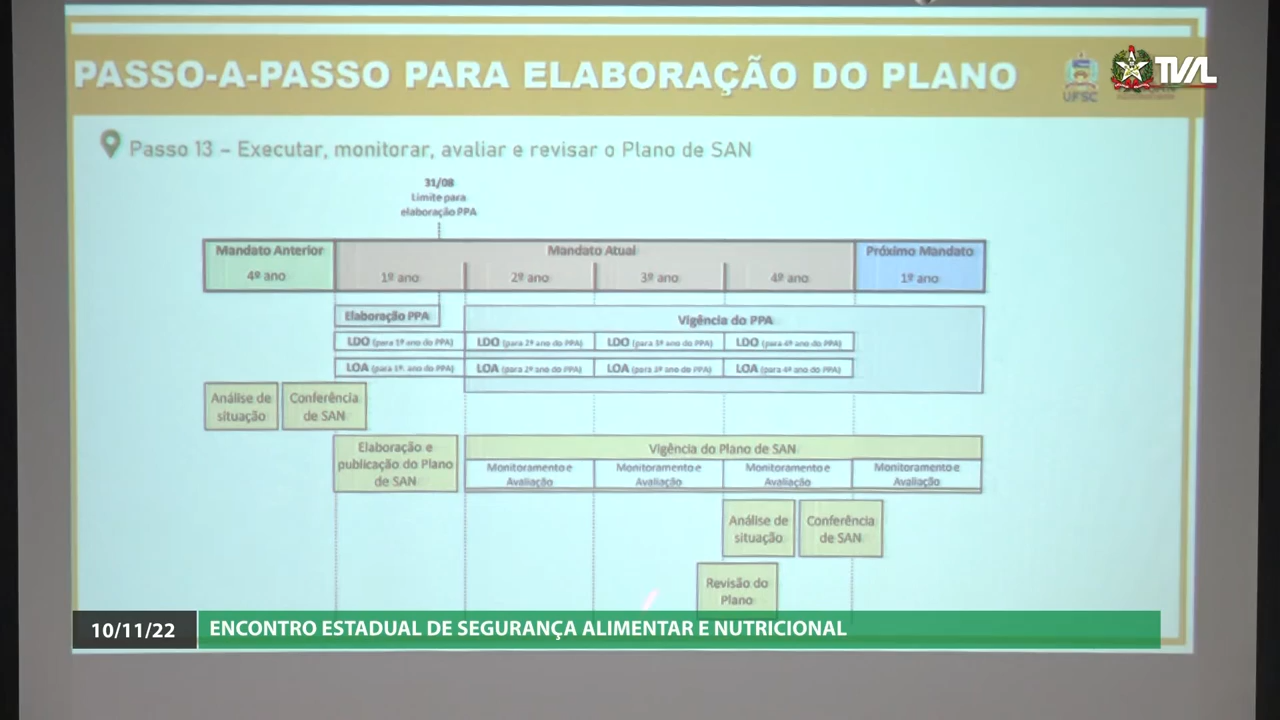 PASSO-A-PASSO PARA ELABORAÇÃO DO PLANO
UFSC
TVAL
Passo 13 – Executar, monitorar, avaliar e revisar o Plano de SAN
31/08
Limite para
elaboração PPA
Mandato Anterior
Mandato Atual
Próximo Mandato
4º ano
1º ano
2º ano
3º ano
4º ano
1º ano
Elaboração PPA
Vigência do PPA
LDO (para 1º ano do PPA)
LDO (para 2º ano do PPA)
LDO (para 3º ano do PPA)
LDO (para 4º ano do PPA)
LOA (para 1º. ano do PPA)
LOA (para 2º ano do PPA)
LOA (para 3º ano do PPA)
LOA (para 4º ano do PPA)
Análise de
situação
Conferência
de SAN
Elaboração e
publicação do Plano
de SAN
Vigência do Plano de SAN
Monitoramento e
Avaliação
Monitoramento e
Avaliação
Monitoramento e
Avaliação
Monitoramento e
Avaliação
Análise de
situação
Conferência
de SAN
Revisão do
Plano
10/11/22
ENCONTRO ESTADUAL DE SEGURANÇA ALIMENTAR E NUTRICIONAL